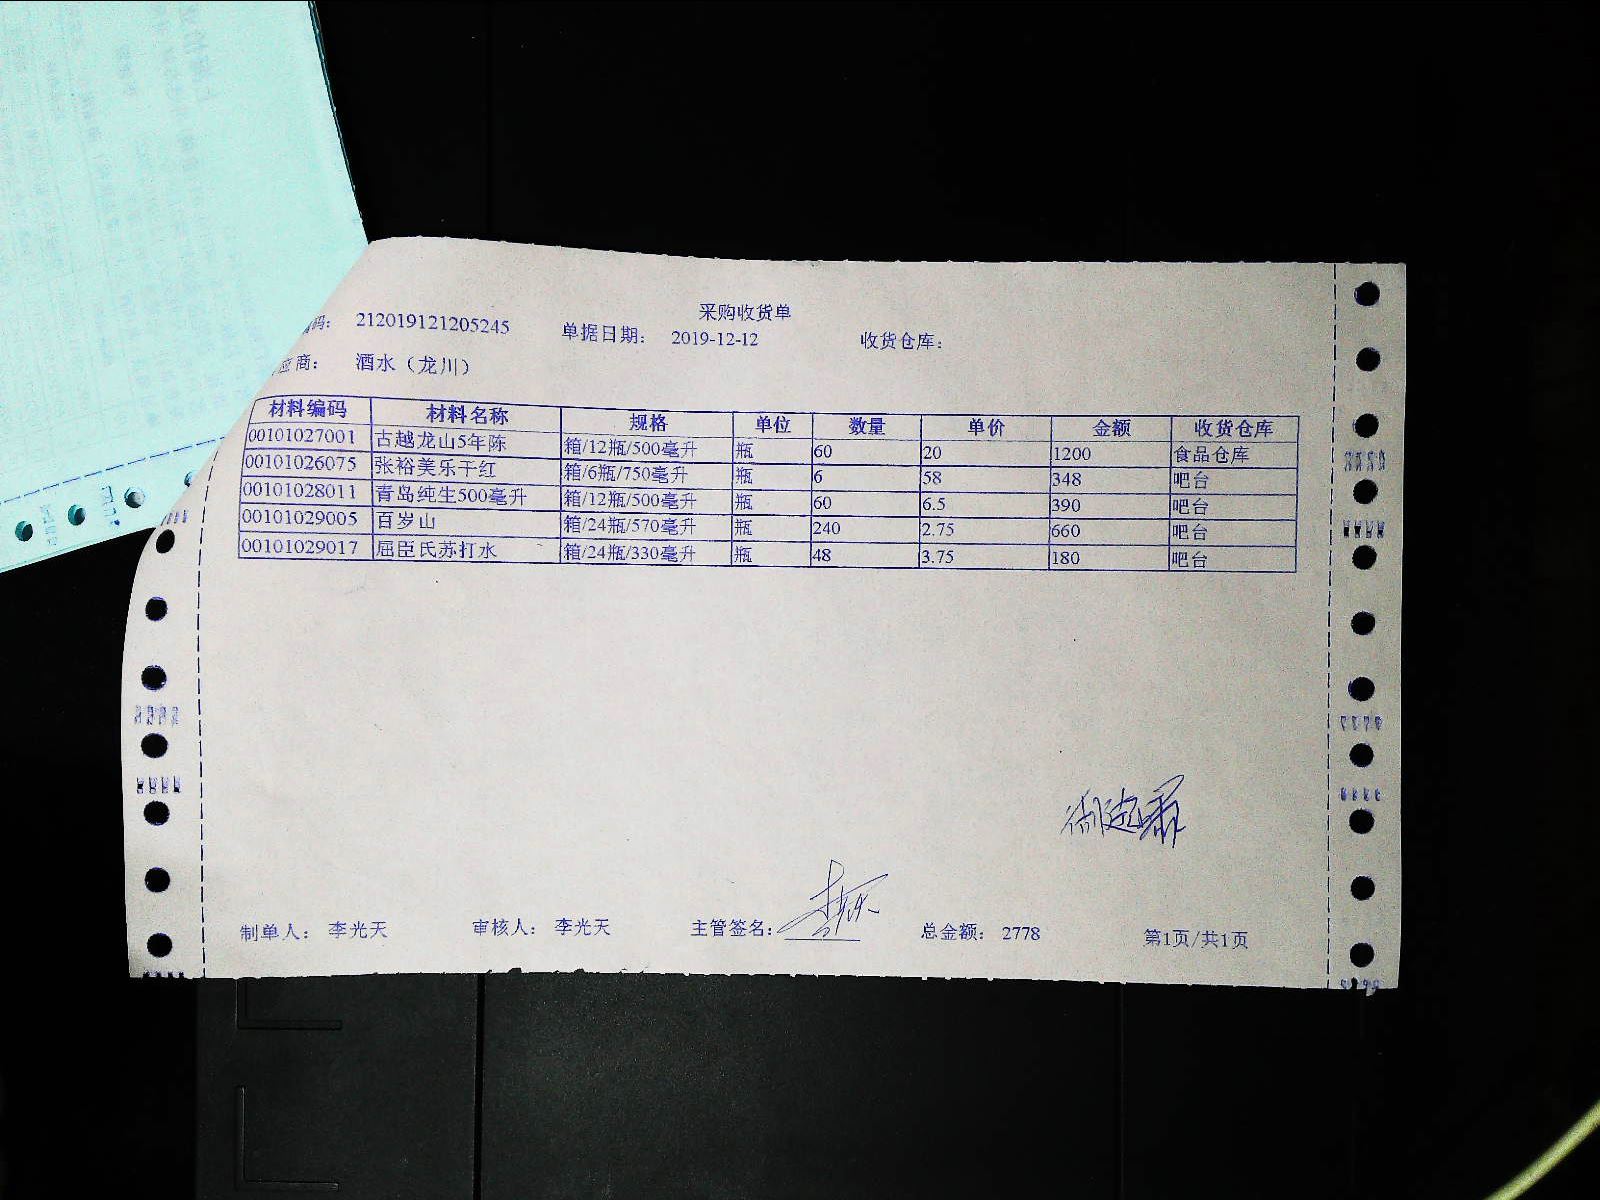 采购收货单
码： 212019121205245 单据日期： 2019-12-12 收货仓库：
应商： 酒水（龙川）
材料编码 材料名称 规格 单位 数量 单价 金额 收货仓库
00101027001 古越龙山5年陈 箱/12瓶/500毫升 瓶 60 20 1200 食品仓库
00101026075 张裕美乐干红 箱/6瓶/750毫升 瓶 6 58 348 吧台
00101028011 青岛纯生500毫升 箱/12瓶/500毫升 瓶 60 6.5 390 吧台
00101029005 百岁山 箱/24瓶/570毫升 瓶 240 2.75 660 吧台
00101029017 屈臣氏苏打水 箱/24瓶/330毫升 瓶 48 3.75 180 吧台
制单人： 李光天 审核人： 李光天 主管签名： 总金额： 2778 第1页/共1页